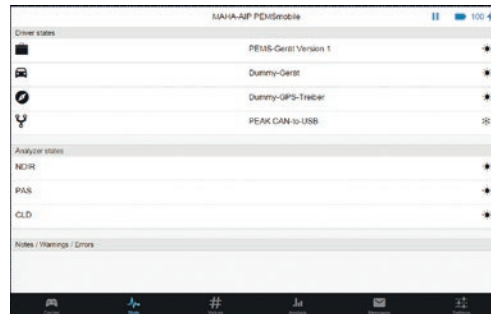 MAHA-AIP PEMSmobile
100
Driver states
PEMS-Gerät Version 1
Dummy-Gerät
Dummy-GPS-Treiber
PEAK CAN-to-USB
Analyzer states
NDIR
PAS
CLD
Notes / Warnings / Errors